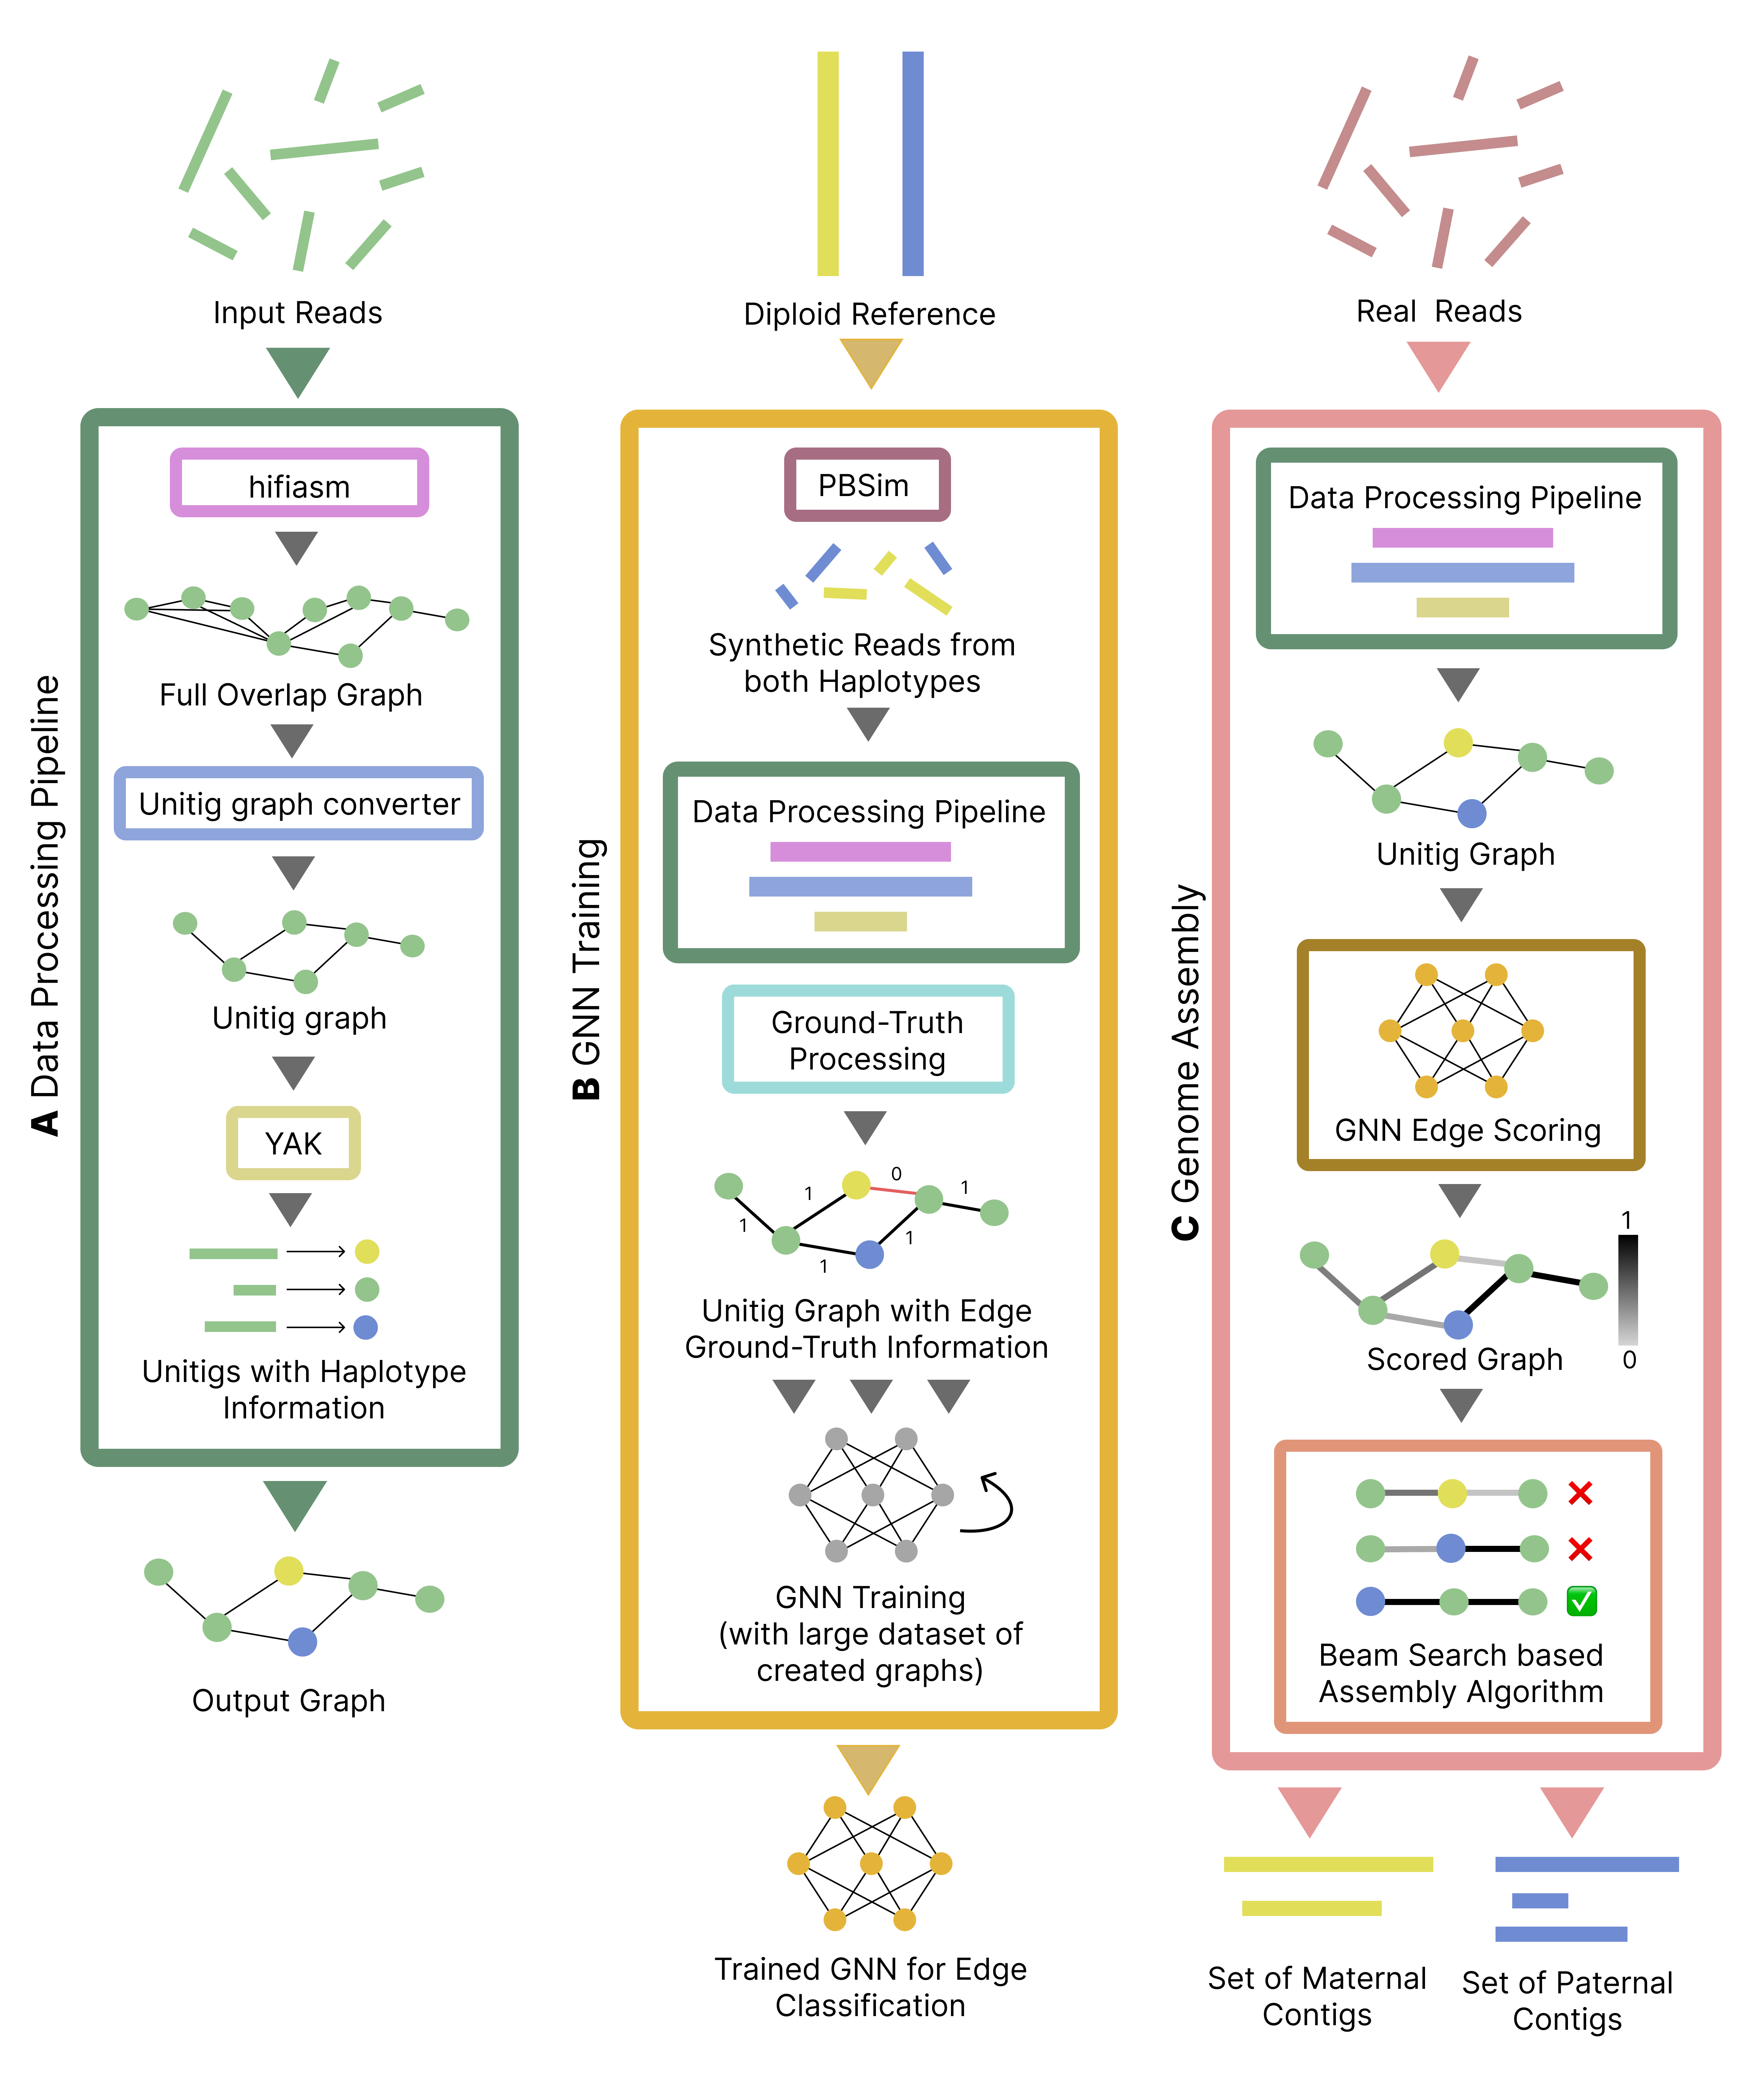 Input Reads
A Data Processing Pipeline
hifiasm
Full Overlap Graph
Unitig graph converter
Unitig graph
YAK
Unitigs with Haplotype
Information
Output Graph
Diploid Reference
B GNN Training
PBSim
Synthetic Reads from
both Haplotypes
Data Processing Pipeline
Ground-Truth
Processing
0
1
1
1
1
1
Unitig Graph with Edge
Ground-Truth Information
GNN Training
(with large dataset of
created graphs)
Trained GNN for Edge
Classification
Real Reads
C Genome Assembly
Data Processing Pipeline
Unitig Graph
GNN Edge Scoring
1
0
Scored Graph
Beam Search based
Assembly Algorithm
Set of Maternal
Contigs
Set of Paternal
Contigs